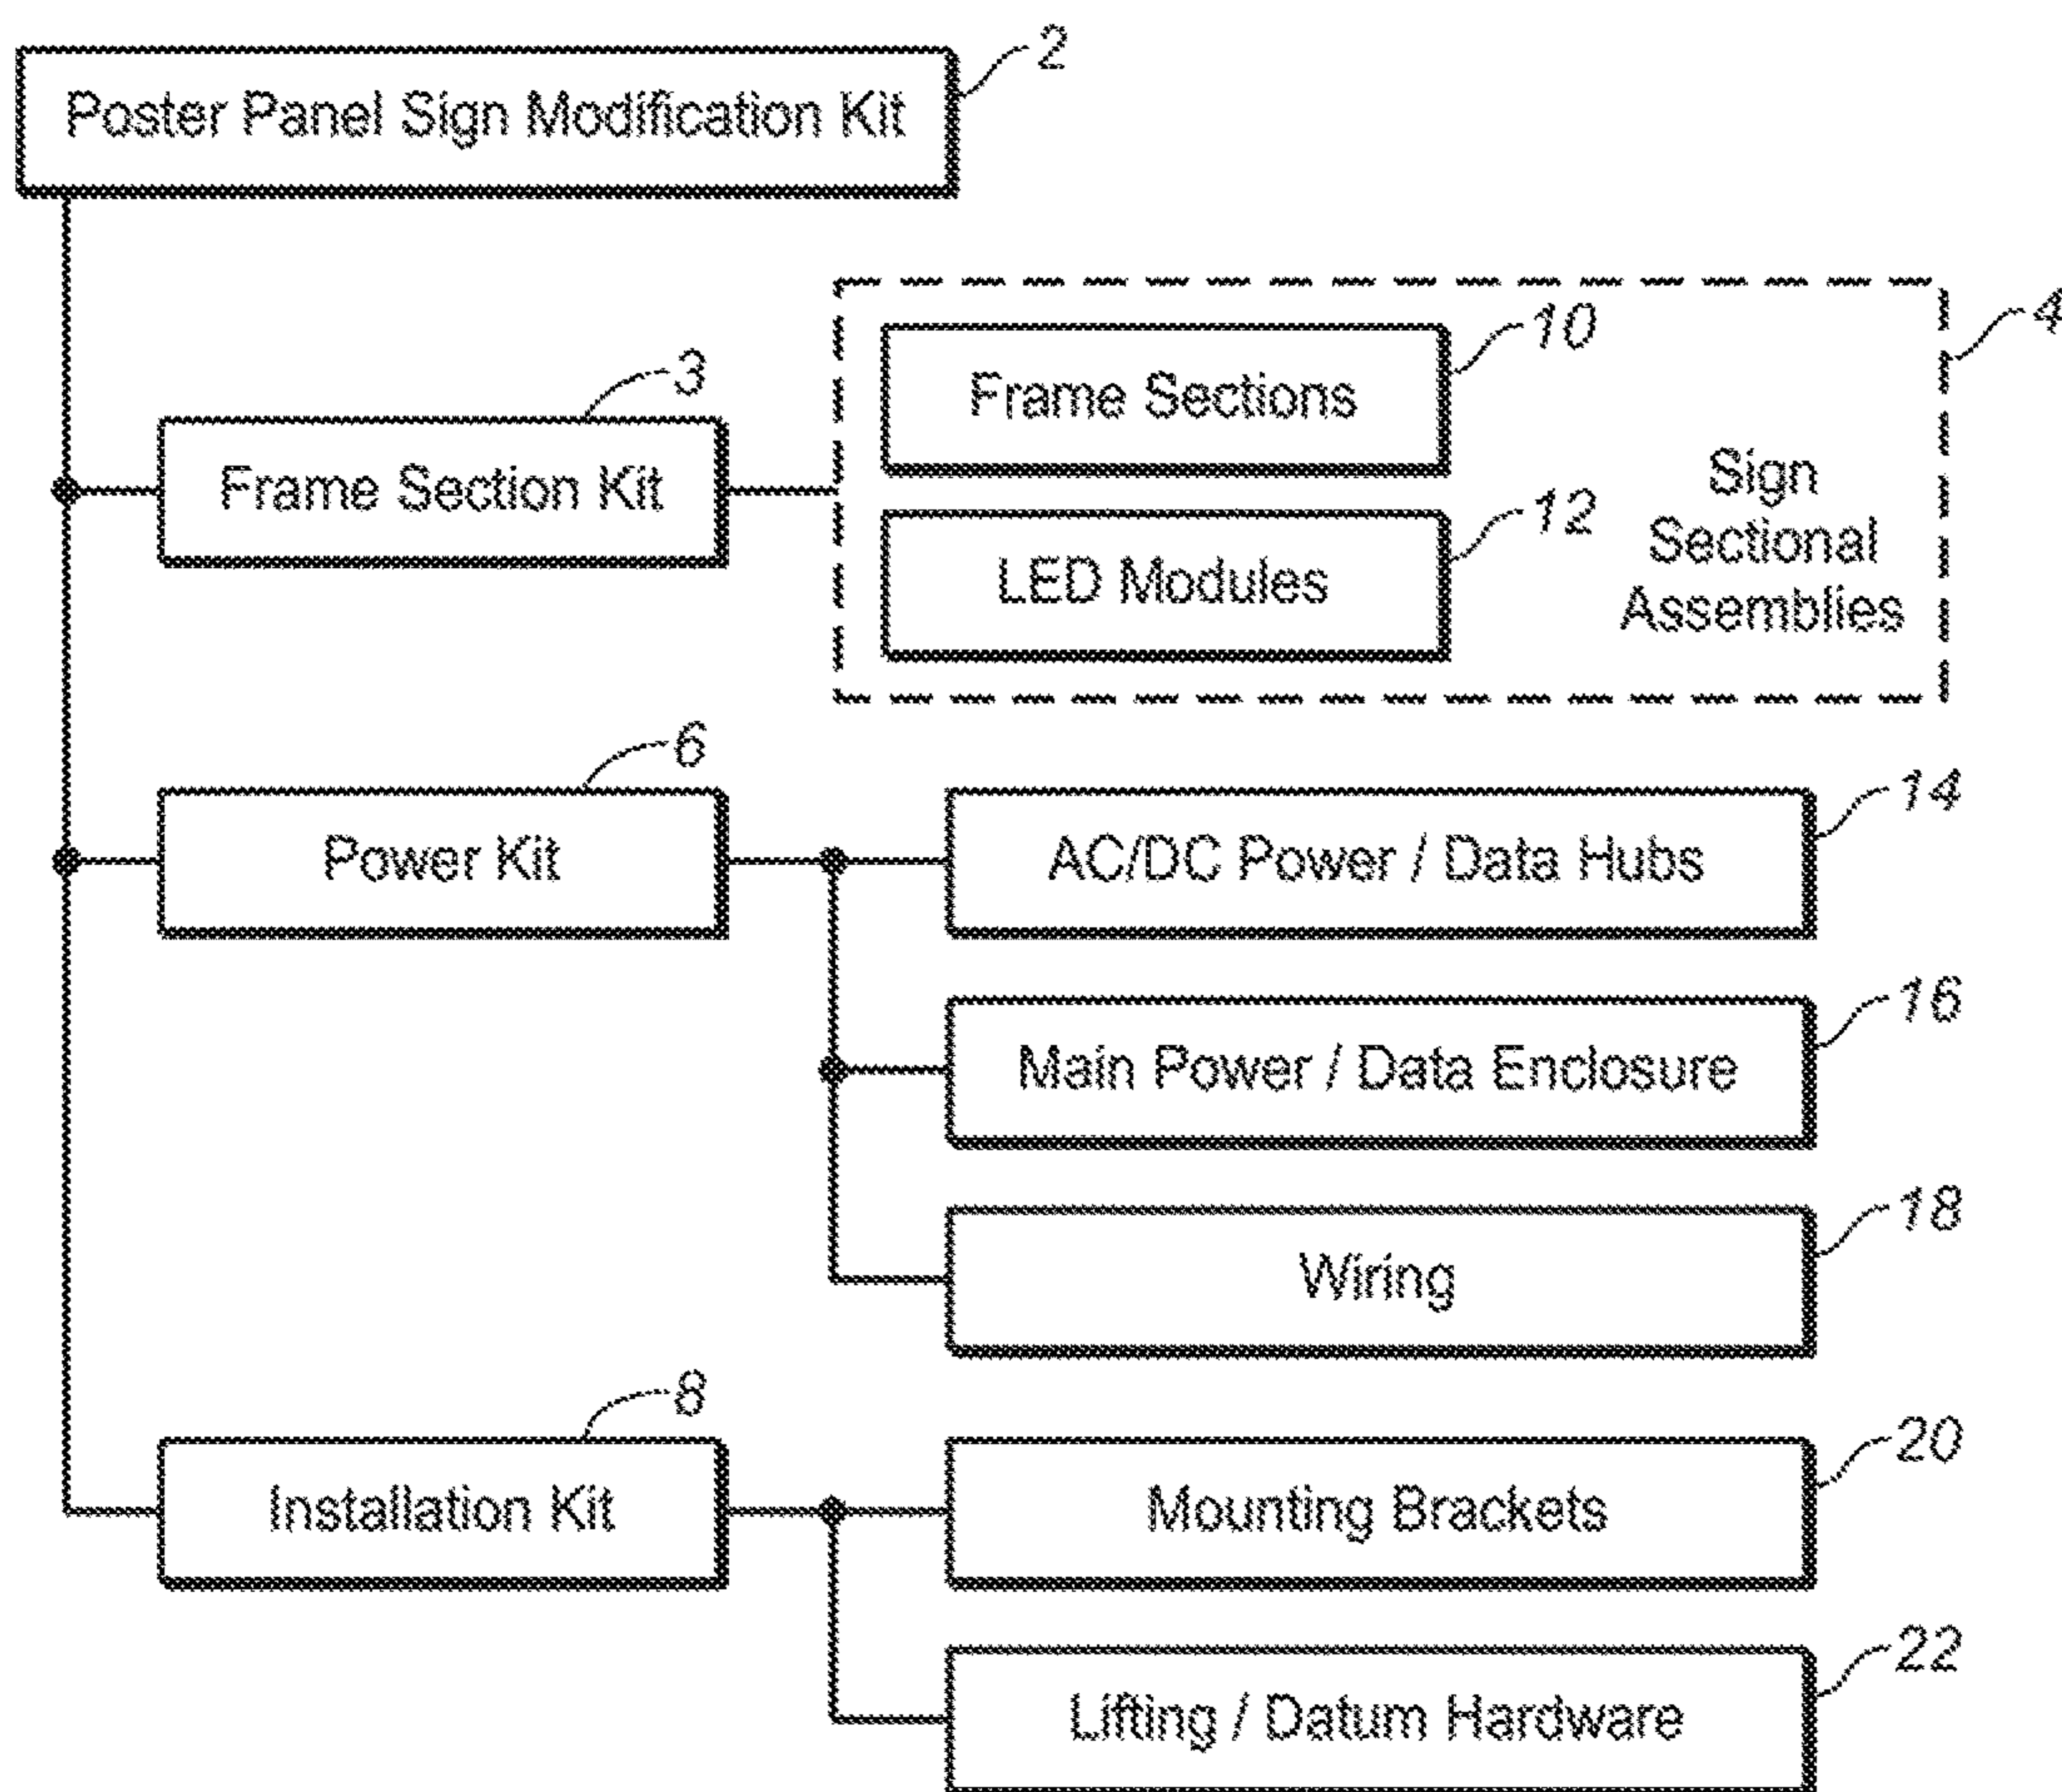 2
Poster Panel Sign Modification Kit
4
10
Frame Sections
3
Frame Section Kit
Sign
Sectional
Assemblies
12
LED Modules
6
Power Kit
14
AC/DC Power / Data Hubs
16
Main Power / Data Enclosure
18
Wiring
8
Installation Kit
20
Mounting Brackets
22
Lifting / Datum Hardware